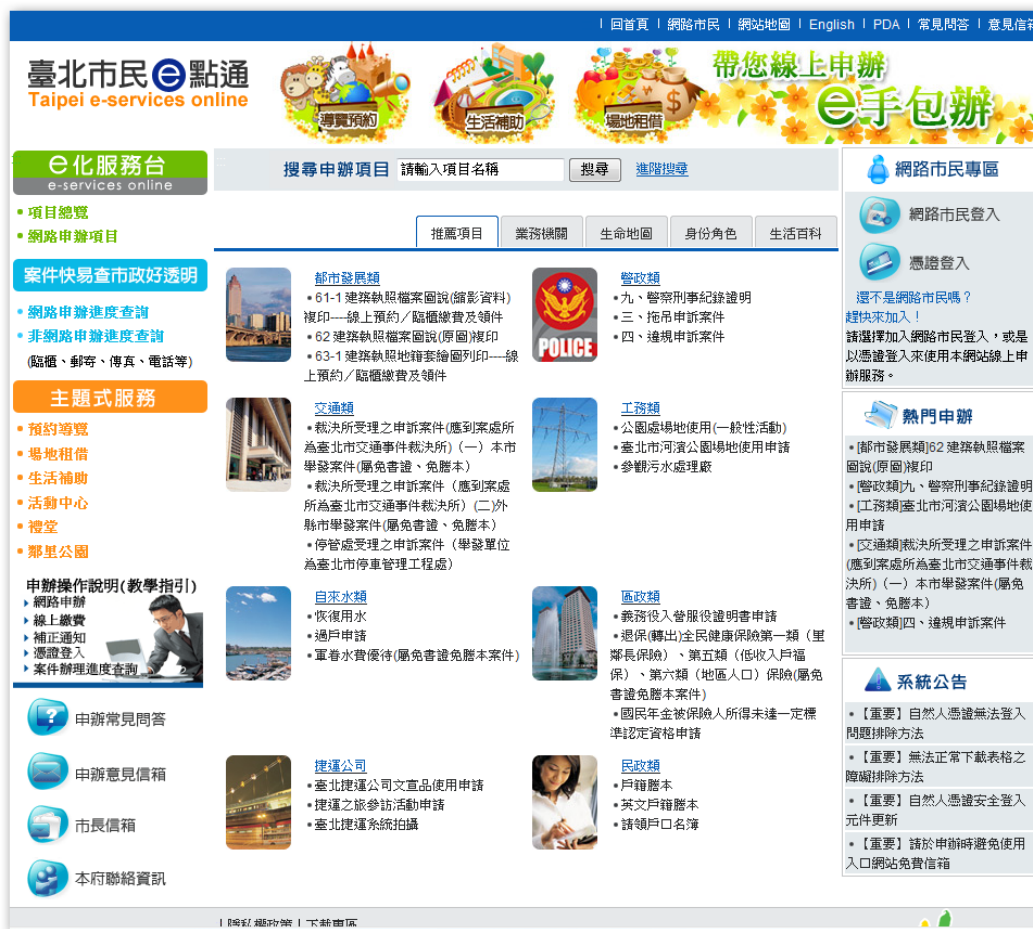 回首頁 | 網路市民 | 網站地圖 | English | PDA | 常見問答 | 意見信箱
臺北市民e點通
Taipei e-services online
導覽預約
生活補助
場地租借
帶您線上申辦
e手包辦
e化服務台
e-services online
項目總覽
網路申辦項目
案件快易查市政好透明
網路申辦進度查詢
非網路申辦進度查詢
(臨櫃、郵寄、傳真、電話等)
主題式服務
預約導覽
場地租借
生活補助
活動中心
禮堂
鄰里公園
申辦操作說明(教學指引)
網路申辦
線上繳費
補正通知
憑證登入
案件辦理進度查詢
申辦常見問答
申辦意見信箱
市長信箱
本府聯絡資訊
搜尋申辦項目 請輸入項目名稱 搜尋 進階搜尋
推薦項目 業務機關 生命地圖 身份角色 生活百科
都市發展類
61-1 建築執照檔案圖說(縮影資料)
複印----線上預約／臨櫃繳費及領件
62 建築執照檔案圖說(原圖)複印
63-1 建築執照地籍套繪圖列印----線
上預約／臨櫃繳費及領件
POLICE
警政類
九、警察刑事紀錄證明
三、拖吊申訴案件
四、違規申訴案件
交通類
裁決所受理之申訴案件(應到案處所
為臺北市交通事件裁決所)（一）本市
舉發案件(屬免書證、免謄本)
裁決所受理之申訴案件（應到案處
所為臺北市交通事件裁決所）(二)外
縣市舉發案件(屬免書證、免謄本)
停管處受理之申訴案件（舉發單位
為臺北市停車管理工程處）
工務類
公園處場地使用(一般性活動)
臺北市河濱公園場地使用申請
參觀污水處理廠
自來水類
恢復用水
過戶申請
軍眷水費優待(屬免書證免謄本案件)
區政類
義務役入營服役證明書申請
退保(轉出)全民健康保險第一類（里
鄰長保險）、第五類（低收入戶福
保）、第六類（地區人口）保險(屬免
書證免謄本案件)
國民年金被保險人所得未達一定標
準認定資格申請
捷運公司
臺北捷運公司文宣品使用申請
捷運之旅參訪活動申請
臺北捷運系統拍攝
民政類
戶籍謄本
英文戶籍謄本
請領戶口名簿
網路市民專區
網路市民登入
憑證登入
還不是網路市民嗎？
趕快來加入！
請選擇加入網路市民登入，或是
以憑證登入來使用本網站線上申
辦服務。
熱門申辦
[都市發展類]62 建築執照檔案
圖說(原圖)複印
[警政類]九、警察刑事紀錄證明
[工務類]臺北市河濱公園場地使
用申請
[交通類]裁決所受理之申訴案件
(應到案處所為臺北市交通事件裁
決所)（一）本市舉發案件(屬免
書證、免謄本)
[警政類]四、違規申訴案件
系統公告
【重要】自然人憑證無法登入
問題排除方法
【重要】無法正常下載表格之
障礙排除方法
【重要】自然人憑證安全登入
元件更新
【重要】請於申辦時避免使用
入口網站免費信箱
| 隱私權政策 | 下載專區